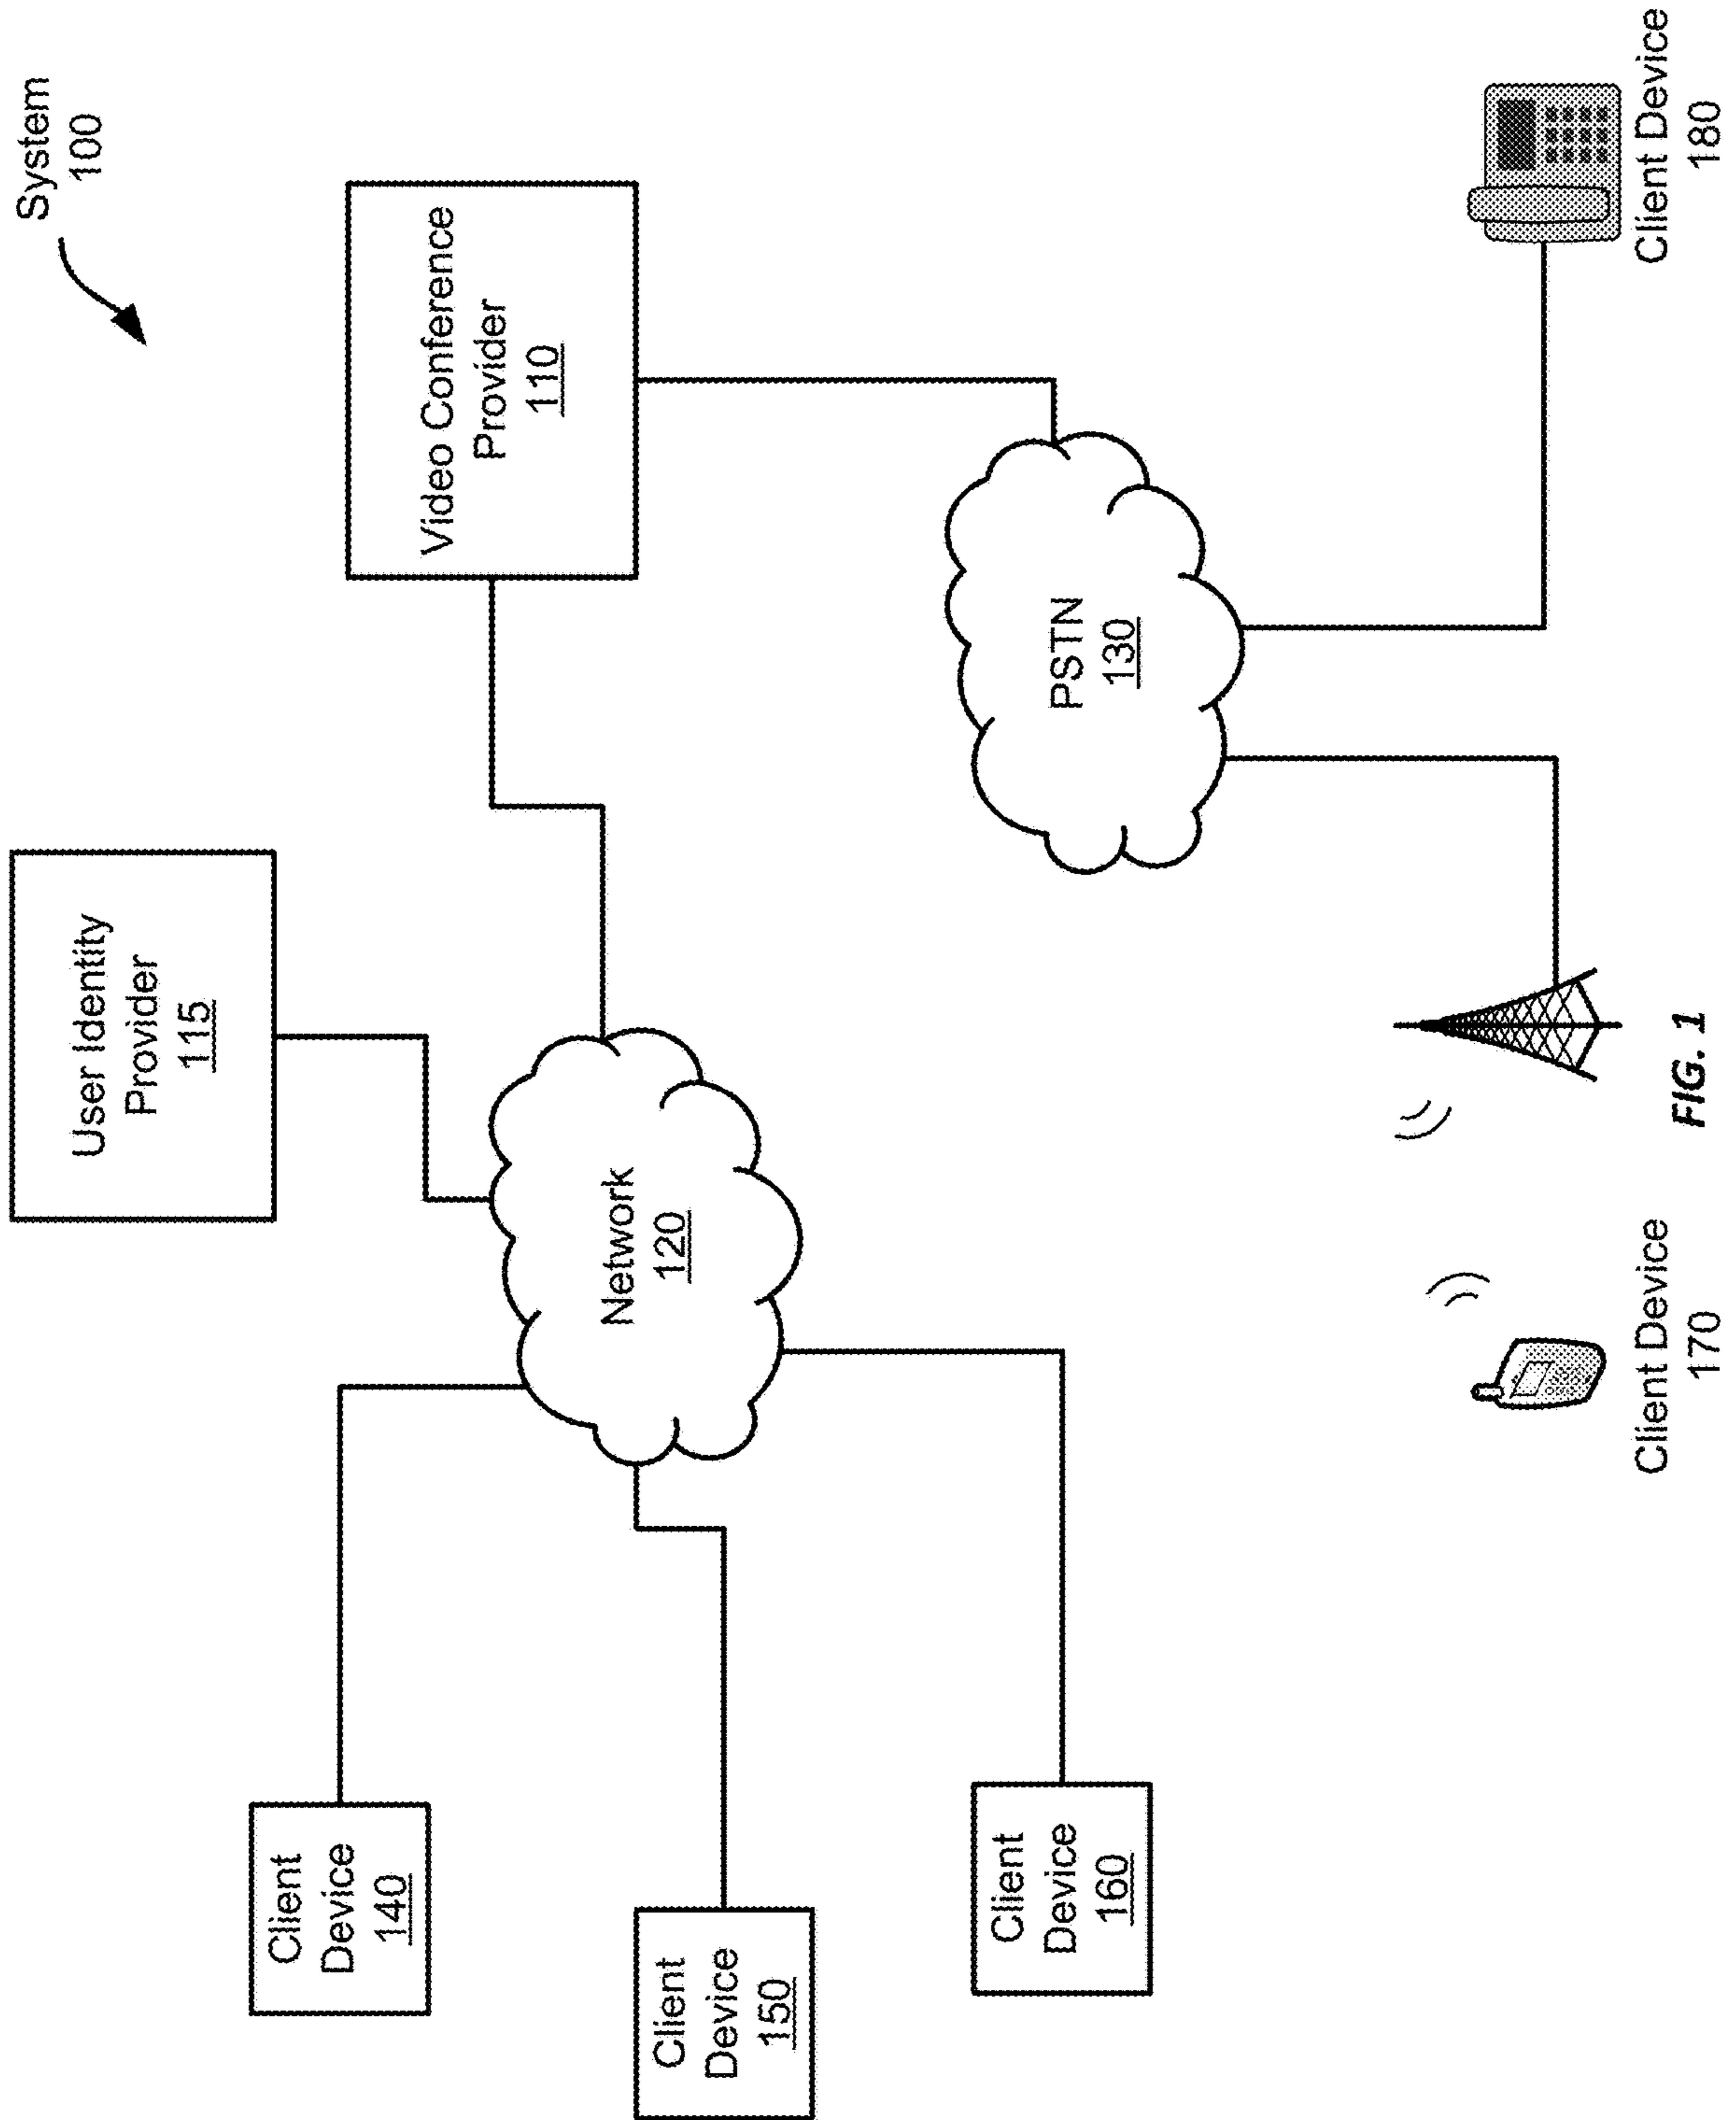 System
100
User Identity
Provider
115
Video Conference
Provider
110
Client
Device
140
Network
120
Client
Device
150
PSTN
130
Client
Device
160
Client Device
170
Client Device
180
FIG. 1